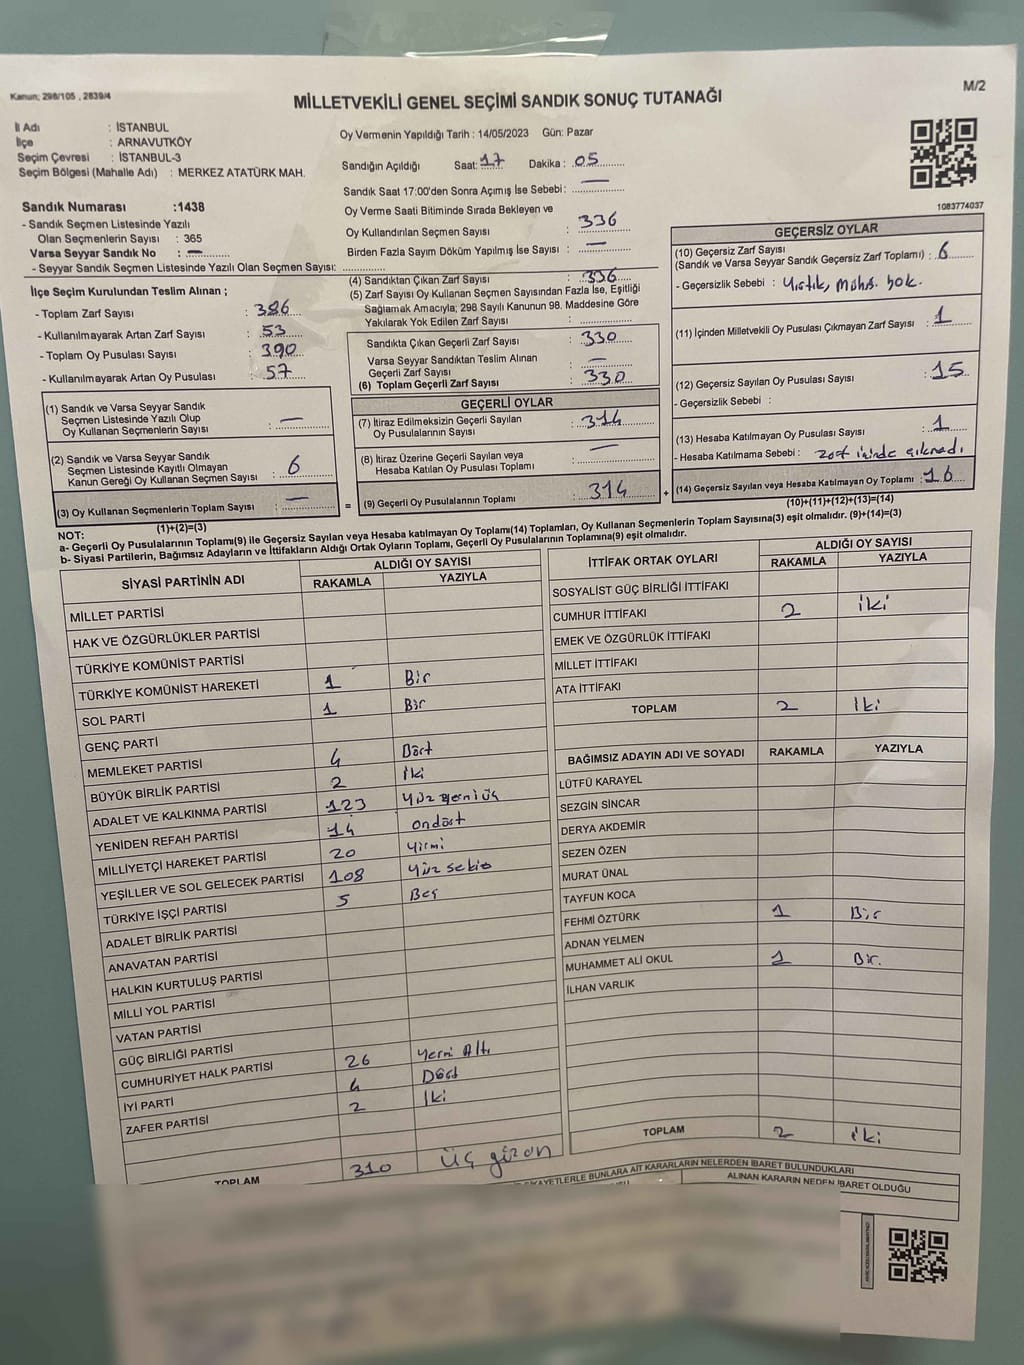 Kanun; 298/105 , 2839/4
M/2
MİLLETVEKİLİ GENEL SEÇİMİ SANDIK SONUÇ TUTANAĞI
İl Adı : İSTANBUL
İlçe : ARNAVUTKÖY
Seçim Çevresi : İSTANBUL-3
Seçim Bölgesi (Mahalle Adı) : MERKEZ ATATÜRK MAH.
Sandık Numarası :1438
- Sandık Seçmen Listesinde Yazılı
Olan Seçmenlerin Sayısı : 365
Varsa Seyyar Sandık No : —
- Seyyar Sandık Seçmen Listesinde Yazılı Olan Seçmen Sayısı:
Oy Vermenin Yapıldığı Tarih : 14/05/2023 Gün: Pazar
Sandığın Açıldığı Saat: 17 Dakika : 05
Sandık Saat 17:00'den Sonra Açımış İse Sebebi: —
Oy Verme Saati Bitiminde Sırada Bekleyen ve
Oy Kullandırılan Seçmen Sayısı : 336
Birden Fazla Sayım Döküm Yapılmış İse Sayısı : —
1083774037
İlçe Seçim Kurulundan Teslim Alınan ;
- Toplam Zarf Sayısı : 386
- Kullanılmayarak Artan Zarf Sayısı : 53
- Toplam Oy Pusulası Sayısı : 390
- Kullanılmayarak Artan Oy Pusulası : 57
(1) Sandık ve Varsa Seyyar Sandık
Seçmen Listesinde Yazılı Olup
Oy Kullanan Seçmenlerin Sayısı : —
(2) Sandık ve Varsa Seyyar Sandık
Seçmen Listesinde Kayıtlı Olmayan
Kanun Gereği Oy Kullanan Seçmen Sayısı : 6
(3) Oy Kullanan Seçmenlerin Toplam Sayısı : —
(1)+(2)=(3)
(4) Sandıktan Çıkan Zarf Sayısı : 336
(5) Zarf Sayısı Oy Kullanan Seçmen Sayısından Fazla İse, Eşitliği
Sağlamak Amacıyla; 298 Sayılı Kanunun 98. Maddesine Göre
Yakılarak Yok Edilen Zarf Sayısı :
Sandıkta Çıkan Geçerli Zarf Sayısı : 330
Varsa Seyyar Sandıktan Teslim Alınan
Geçerli Zarf Sayısı : —
(6) Toplam Geçerli Zarf Sayısı : 330
GEÇERLİ OYLAR
(7) İtiraz Edilmeksizin Geçerli Sayılan
Oy Pusulalarının Sayısı : 314
(8) İtiraz Üzerine Geçerli Sayılan veya
Hesaba Katılan Oy Pusulası Toplamı : —
= (9) Geçerli Oy Pusulalarının Toplamı : 314 +
GEÇERSİZ OYLAR
(10) Geçersiz Zarf Sayısı
(Sandık ve Varsa Seyyar Sandık Geçersiz Zarf Toplamı) : 6
- Geçersizlik Sebebi : Yırtık,
(11) İçinden Milletvekili Oy Pusulası Çıkmayan Zarf Sayısı : 1
(12) Geçersiz Sayılan Oy Pusulası Sayısı : 15
- Geçersizlik Sebebi :
(13) Hesaba Katılmayan Oy Pusulası Sayısı : 1
- Hesaba Katılmama Sebebi : zarf içinde çıkmadı
(14) Geçersiz Sayılan veya Hesaba Katılmayan Oy Toplamı : 16
(10)+(11)+(12)+(13)=(14)
NOT:
a- Geçerli Oy Pusulalarının Toplamı(9) ile Geçersiz Sayılan veya Hesaba katılmayan Oy Toplamı(14) Toplamları, Oy Kullanan Seçmenlerin Toplam Sayısına(3) eşit olmalıdır. (9)+(14)=(3)
b- Siyasi Partilerin, Bağımsız Adayların ve İttifakların Aldığı Ortak Oyların Toplamı, Geçerli Oy Pusulalarının Toplamına(9) eşit olmalıdır.
SİYASİ PARTİNİN ADI ALDIĞI OY SAYISI
RAKAMLA YAZIYLA
MİLLET PARTİSİ
HAK VE ÖZGÜRLÜKLER PARTİSİ
TÜRKİYE KOMÜNİST PARTİSİ
TÜRKİYE KOMÜNİST HAREKETİ 1 Bir
SOL PARTİ 1 Bir
GENÇ PARTİ
MEMLEKET PARTİSİ 4 Dört
BÜYÜK BİRLİK PARTİSİ 2 iki
ADALET VE KALKINMA PARTİSİ 123 Yüz yirmi üç
YENİDEN REFAH PARTİSİ 14 ondört
MİLLİYETÇİ HAREKET PARTİSİ 20 Yirmi
YEŞİLLER VE SOL GELECEK PARTİSİ 108 Yüz sekiz
TÜRKİYE İŞÇİ PARTİSİ 5 Beş
ADALET BİRLİK PARTİSİ
ANAVATAN PARTİSİ
HALKIN KURTULUŞ PARTİSİ
MİLLİ YOL PARTİSİ
VATAN PARTİSİ
GÜÇ BİRLİĞİ PARTİSİ
CUMHURİYET HALK PARTİSİ 26 Yermi Altı
İYİ PARTİ 4 Dört
ZAFER PARTİSİ 2 İki
TOPLAM 310 üç
İTTİFAK ORTAK OYLARI ALDIĞI OY SAYISI
RAKAMLA YAZIYLA
SOSYALİST GÜÇ BİRLİĞİ İTTİFAKI
CUMHUR İTTİFAKI 2 iki
EMEK VE ÖZGÜRLÜK İTTİFAKI
MİLLET İTTİFAKI
ATA İTTİFAKI
TOPLAM 2 İki
BAĞIMSIZ ADAYIN ADI VE SOYADI RAKAMLA YAZIYLA
LÜTFÜ KARAYEL
SEZGİN SİNCAR
DERYA AKDEMİR
SEZEN ÖZEN
MURAT ÜNAL
TAYFUN KOCA
FEHMİ ÖZTÜRK 1 Bir
ADNAN YELMEN
MUHAMMET ALİ OKUL 1 Bir.
İLHAN VARLIK
TOPLAM 2 iki
ŞİKAYETLERLE BUNLARA AİT KARARLARIN NELERDEN İBARET BULUNDUKLARI
ALINAN KARARIN NEDEN İBARET OLDUĞU